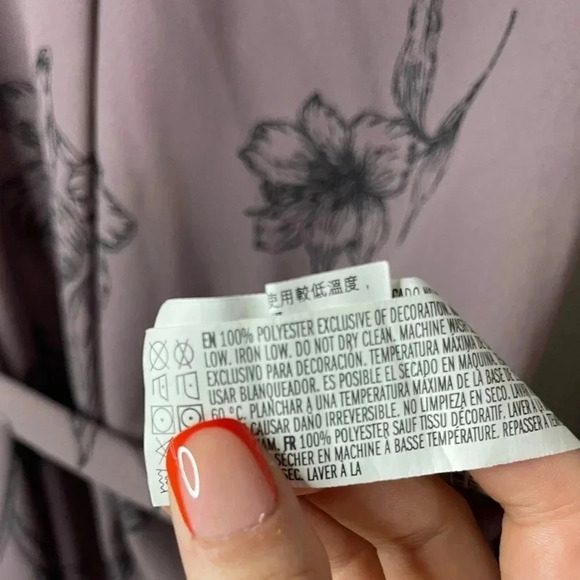 使用較低溫度，
EN 100% POLYESTER EXCLUSIVE OF DECORATION.
LOW. IRON LOW. DO NOT DRY CLEAN. MACHINE WASH
EXCLUSIVO PARA DECORACIÓN. TEMPERATURA MÁXIMA DE
USAR BLANQUEADOR. ES POSIBLE EL SECADO EN MAQUINA
60 °C. PLANCHAR A UNA TEMPERATURA MÁXIMA DE LA BASE DE
CAUSAR DAÑO IRREVERSIBLE. NO LIMPIEZA EN SECO. LAVAR
AM. FR 100% POLYESTER SAUF TISSU DÉCORATIF. LAVER À
SÉCHER EN MACHINE À BASSE TEMPÉRATURE. REPASSER À
SEC. LAVER À LA